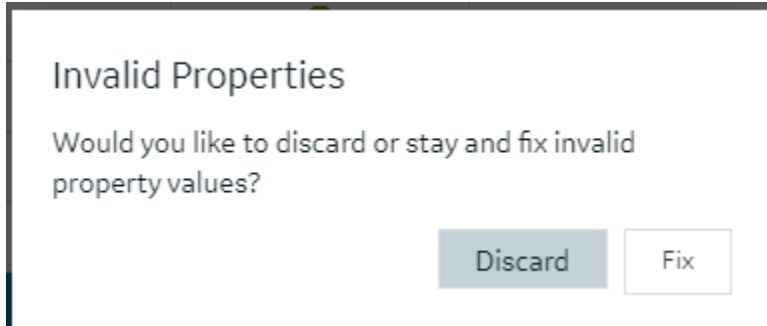 Invalid Properties
Would you like to discard or stay and fix invalid
property values?
Discard
Fix